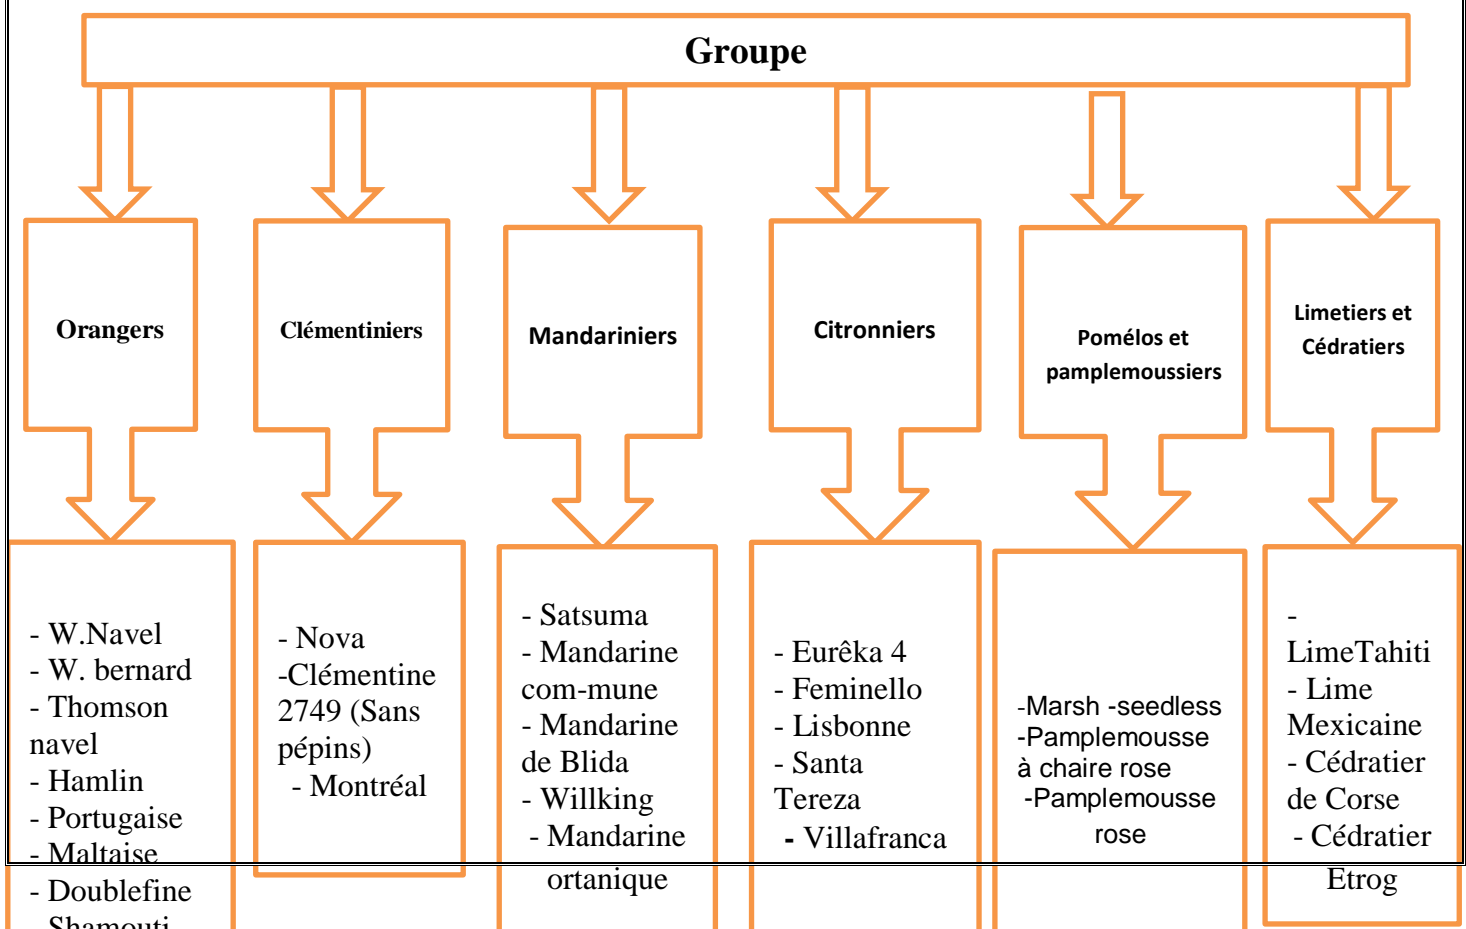 Groupe
Orangers
Clémentiniers
Mandariniers
Citronniers
Pomélos et
pamplemoussiers
Limetiers et
Cédratiers
- W.Navel
- W. bernard
- Thomson
navel
- Hamlin
- Portugaise
- Maltaise
- Doublefine
Shamouti
- Nova
-Clémentine
2749 (Sans
pépins)
- Montréal
- Satsuma
- Mandarine
com-mune
- Mandarine
de Blida
- Willking
- Mandarine
ortanique
- Eurêka 4
- Feminello
- Lisbonne
- Santa
Tereza
- Villafranca
-Marsh -seedless
-Pamplemousse
à chaire rose
-Pamplemousse
rose
-
LimeTahiti
- Lime
Mexicaine
- Cédratier
de Corse
- Cédratier
Etrog